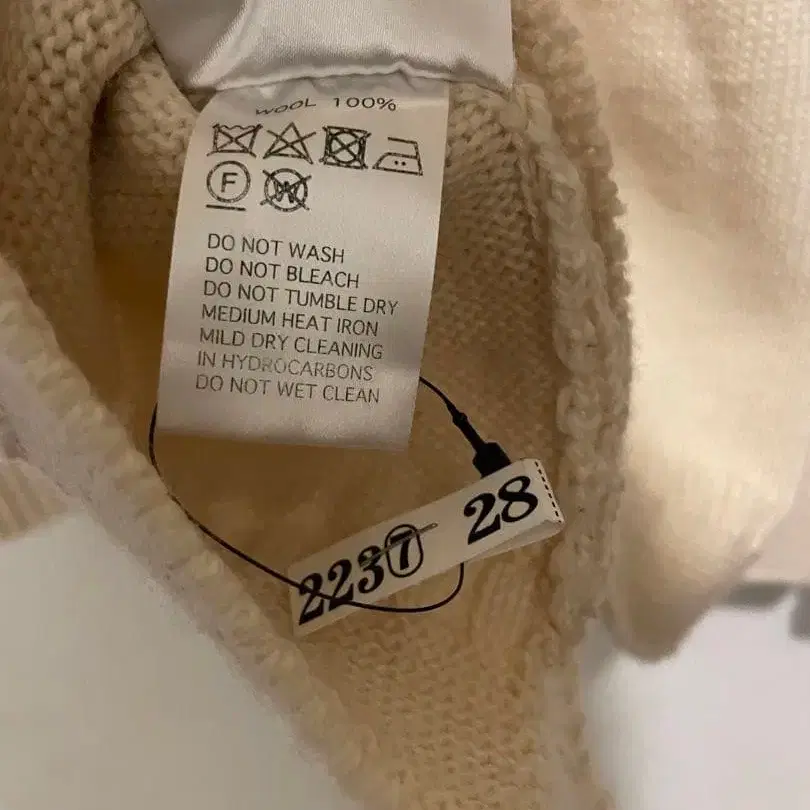 WOOL 100%
F
W
DO NOT WASH
DO NOT BLEACH
DO NOT TUMBLE DRY
MEDIUM HEAT IRON
MILD DRY CLEANING
IN HYDROCARBONS
DO NOT WET CLEAN
2237 28